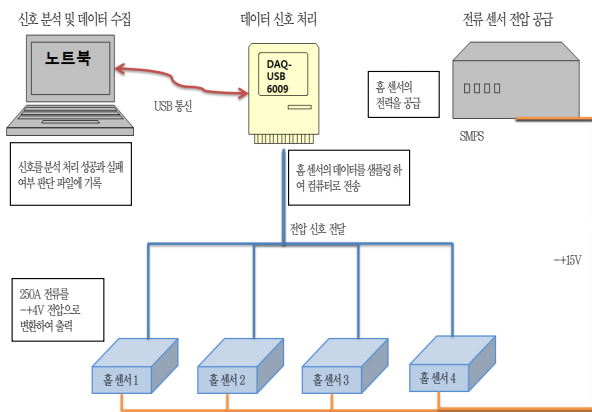 신호 분석 및 데이터 수집
데이터 신호 처리
전류 센서 전압 공급
노트북
DAQ-
USB
6009
USB 통신
홈 센서의
전력을 공급
SMPS
신호를 분석 처리 성공과 실패
여부 판단 파일에 기록
홈 센서의 데이터를 샘플링 하
여 컴퓨터로 전송
전압 신호 전달
-+15V
250A 전류를
-+4V 전압으로
변환하여 출력
홀 센서 1
홀 센서 2
홀 센서 3
홀 센서 4